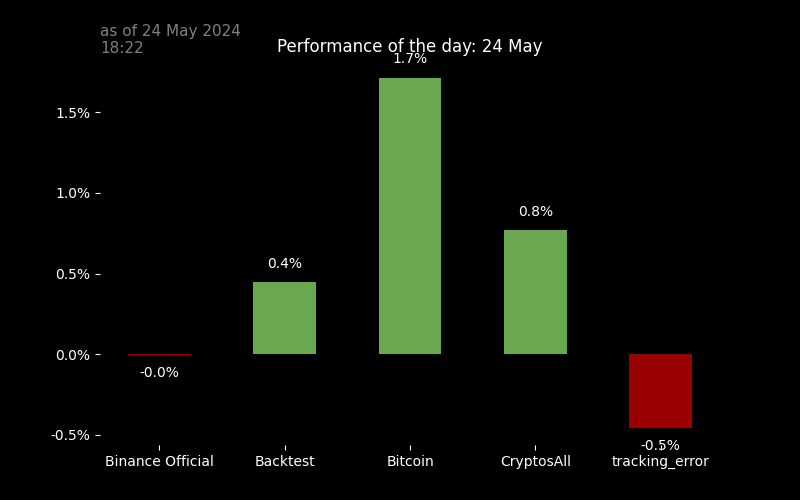 as of 24 May 2024
18:22
Performance of the day: 24 May
1.7%
1.5%
1.0%
0.8%
0.5%
0.4%
0.0%
-0.0%
-0.5%
-0.5%
Binance Official
Backtest
Bitcoin
CryptosAll
tracking_error